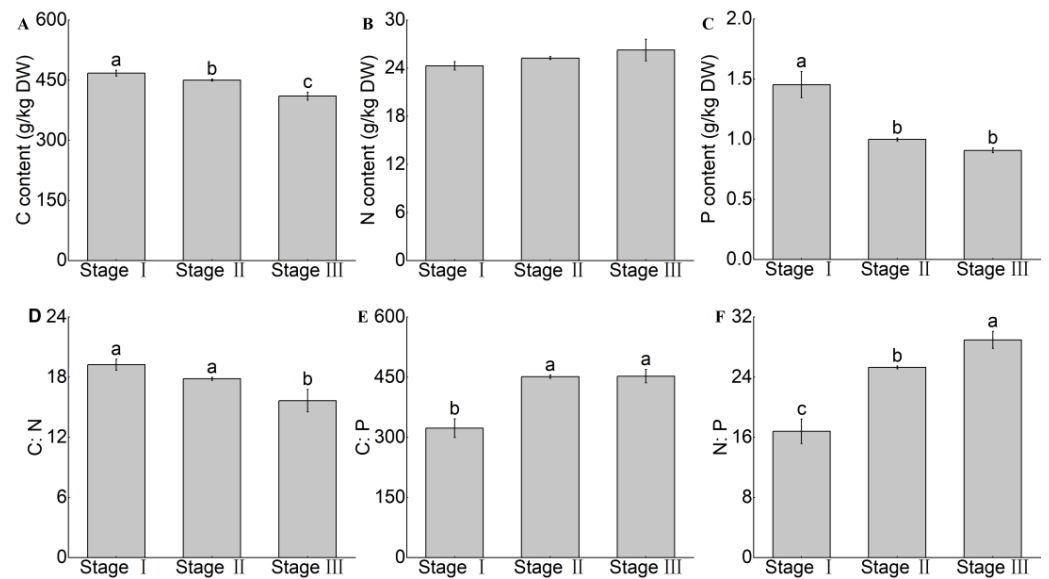 A
C content (g/kg DW)
600
450
300
150
0
a
b
c
Stage I
Stage II
Stage III
B
N content (g/kg DW)
30
24
18
12
6
0
Stage I
Stage II
Stage III
C
P content (g/kg DW)
2.0
1.5
1.0
0.5
0.0
a
b
b
Stage I
Stage II
Stage III
D
C: N
24
18
12
6
0
a
a
b
Stage I
Stage II
Stage III
E
C: P
600
450
300
150
0
b
a
a
Stage I
Stage II
Stage III
F
N: P
32
24
16
8
0
c
b
a
Stage I
Stage II
Stage III